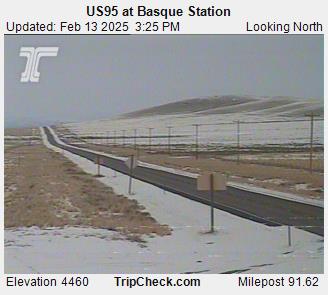 US95 at Basque Station
Updated: Feb 13 2025 3:25 PM Looking North
Elevation 4460 TripCheck.com Milepost 91.62